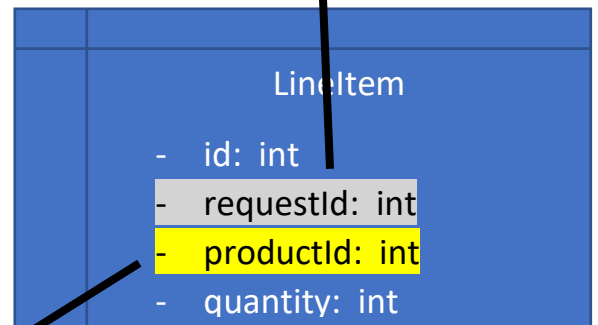 LineItem
- id: int
- requestId: int
- productId: int
- quantity: int